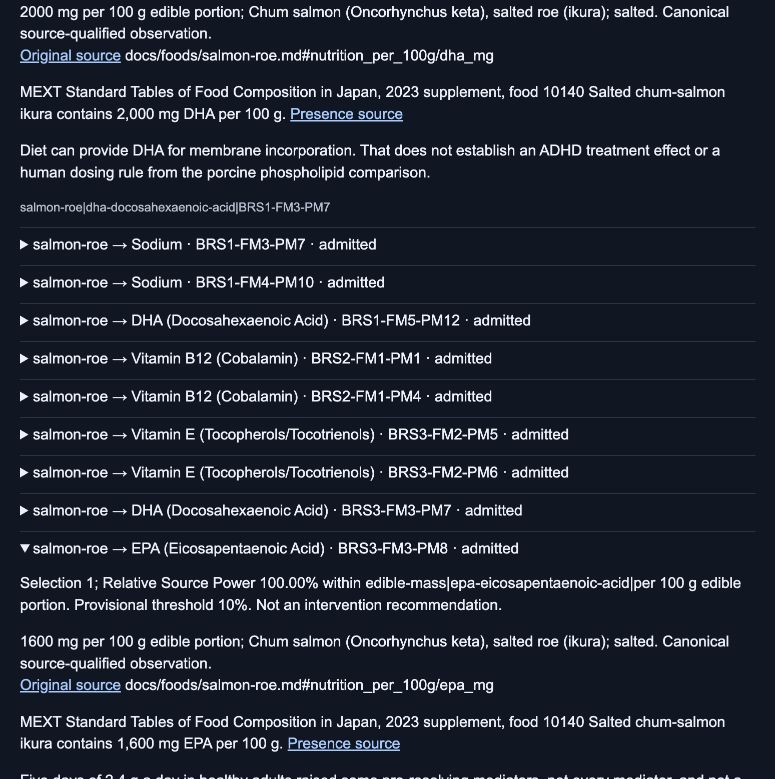 2000 mg per 100 g edible portion; Chum salmon (Oncorhynchus keta), salted roe (ikura); salted. Canonical
source-qualified observation.
Original source docs/foods/salmon-roe.md#nutrition_per_100g/dha_mg
MEXT Standard Tables of Food Composition in Japan, 2023 supplement, food 10140 Salted chum-salmon
ikura contains 2,000 mg DHA per 100 g. Presence source
Diet can provide DHA for membrane incorporation. That does not establish an ADHD treatment effect or a
human dosing rule from the porcine phospholipid comparison.
salmon-roe|dha-docosahexaenoic-acid|BRS1-FM3-PM7
▶ salmon-roe → Sodium · BRS1-FM3-PM7 · admitted
▶ salmon-roe → Sodium · BRS1-FM4-PM10 · admitted
▶ salmon-roe → DHA (Docosahexaenoic Acid) · BRS1-FM5-PM12 · admitted
▶ salmon-roe → Vitamin B12 (Cobalamin) · BRS2-FM1-PM1 · admitted
▶ salmon-roe → Vitamin B12 (Cobalamin) · BRS2-FM1-PM4 · admitted
▶ salmon-roe → Vitamin E (Tocopherols/Tocotrienols) · BRS3-FM2-PM5 · admitted
▶ salmon-roe → Vitamin E (Tocopherols/Tocotrienols) · BRS3-FM2-PM6 · admitted
▶ salmon-roe → DHA (Docosahexaenoic Acid) · BRS3-FM3-PM7 · admitted
▼ salmon-roe → EPA (Eicosapentaenoic Acid) · BRS3-FM3-PM8 · admitted
Selection 1; Relative Source Power 100.00% within edible-mass|epa-eicosapentaenoic-acid|per 100 g edible
portion. Provisional threshold 10%. Not an intervention recommendation.
1600 mg per 100 g edible portion; Chum salmon (Oncorhynchus keta), salted roe (ikura); salted. Canonical
source-qualified observation.
Original source docs/foods/salmon-roe.md#nutrition_per_100g/epa_mg
MEXT Standard Tables of Food Composition in Japan, 2023 supplement, food 10140 Salted chum-salmon
ikura contains 1,600 mg EPA per 100 g. Presence source